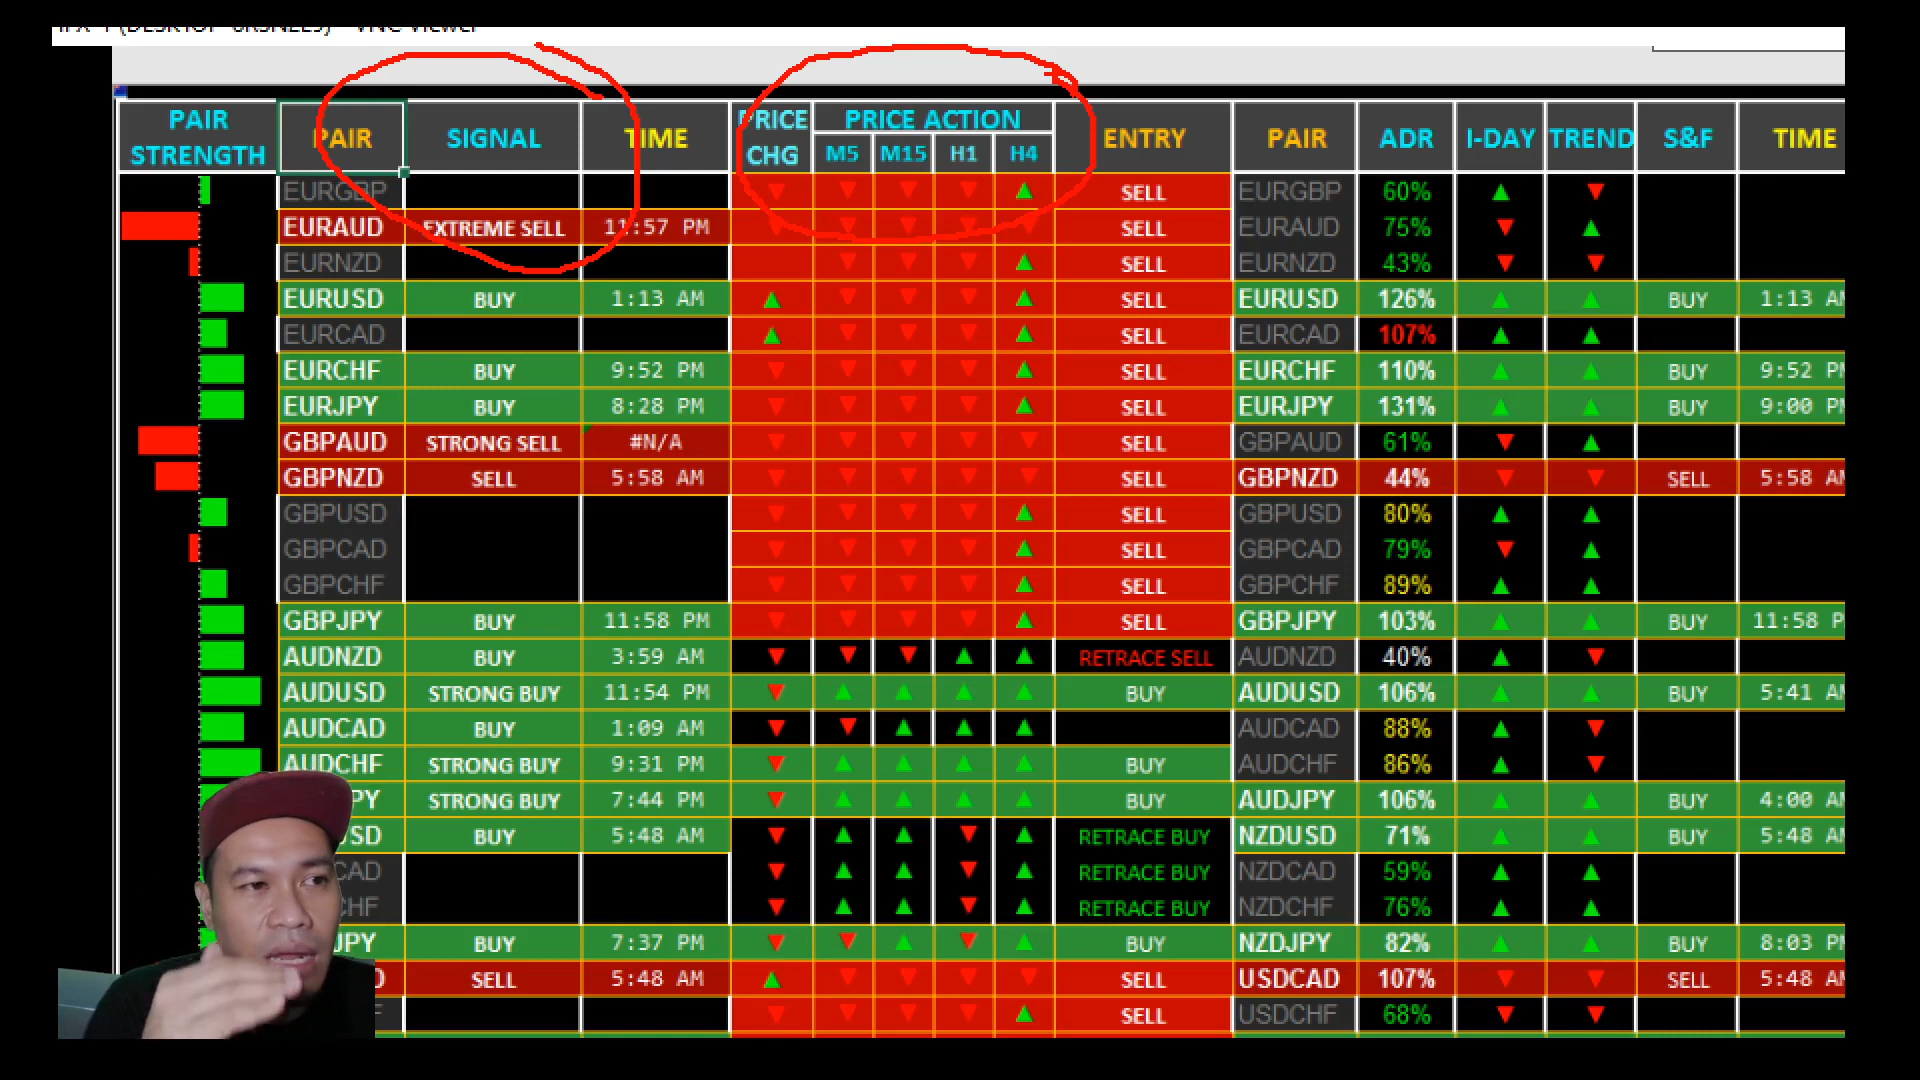 PAIR STRENGTH PAIR SIGNAL TIME PRICE CHG PRICE ACTION M5 M15 H1 H4 ENTRY PAIR ADR I-DAY TREND S&F TIME
EURGBP SELL EURGBP 60%
EURAUD EXTREME SELL 11:57 PM SELL EURAUD 75%
EURNZD SELL EURNZD 43%
EURUSD BUY 1:13 AM SELL EURUSD 126% BUY 1:13 AM
EURCAD SELL EURCAD 107%
EURCHF BUY 9:52 PM SELL EURCHF 110% BUY 9:52 PM
EURJPY BUY 8:28 PM SELL EURJPY 131% BUY 9:00 PM
GBPAUD STRONG SELL #N/A SELL GBPAUD 61%
GBPNZD SELL 5:58 AM SELL GBPNZD 44% SELL 5:58 AM
GBPUSD SELL GBPUSD 80%
GBPCAD SELL GBPCAD 79%
GBPCHF SELL GBPCHF 89%
GBPJPY BUY 11:58 PM SELL GBPJPY 103% BUY 11:58 P
AUDNZD BUY 3:59 AM RETRACE SELL AUDNZD 40%
AUDUSD STRONG BUY 11:54 PM BUY AUDUSD 106% BUY 5:41 AM
AUDCAD BUY 1:09 AM AUDCAD 88%
AUDCHF STRONG BUY 9:31 PM BUY AUDCHF 86%
PY STRONG BUY 7:44 PM BUY AUDJPY 106% BUY 4:00 AM
SD BUY 5:48 AM RETRACE BUY NZDUSD 71% BUY 5:48 AM
CAD RETRACE BUY NZDCAD 59%
CHF RETRACE BUY NZDCHF 76%
JPY BUY 7:37 PM BUY NZDJPY 82% BUY 8:03 PM
D SELL 5:48 AM SELL USDCAD 107% SELL 5:48 AM
F SELL USDCHF 68%